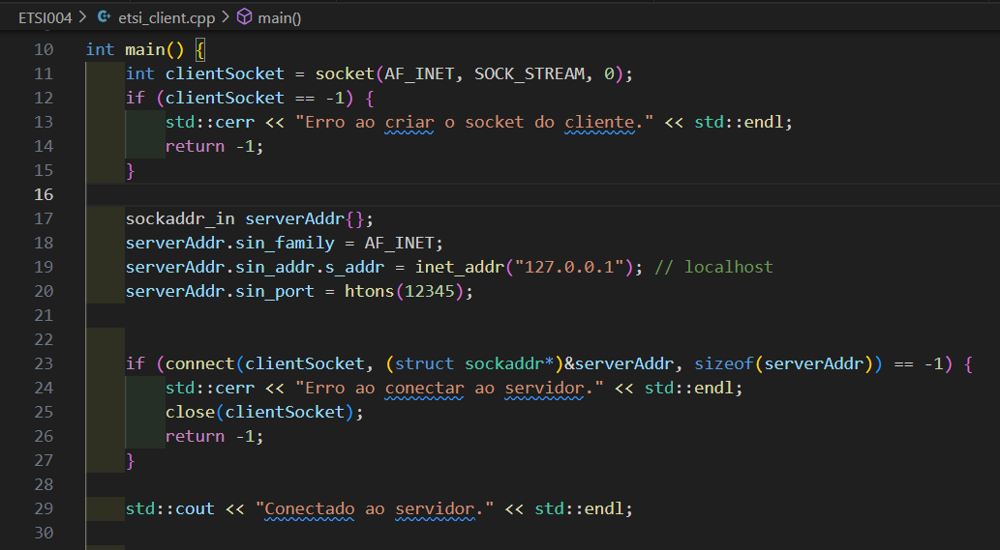 ETSI004 > etsi_client.cpp > main()
10 int main() {
11 int clientSocket = socket(AF_INET, SOCK_STREAM, 0);
12 if (clientSocket == -1) {
13 std::cerr << "Erro ao criar o socket do cliente." << std::endl;
14 return -1;
15 }
16
17 sockaddr_in serverAddr{};
18 serverAddr.sin_family = AF_INET;
19 serverAddr.sin_addr.s_addr = inet_addr("127.0.0.1"); // localhost
20 serverAddr.sin_port = htons(12345);
21
22
23 if (connect(clientSocket, (struct sockaddr*)&serverAddr, sizeof(serverAddr)) == -1) {
24 std::cerr << "Erro ao conectar ao servidor." << std::endl;
25 close(clientSocket);
26 return -1;
27 }
28
29 std::cout << "Conectado ao servidor." << std::endl;
30